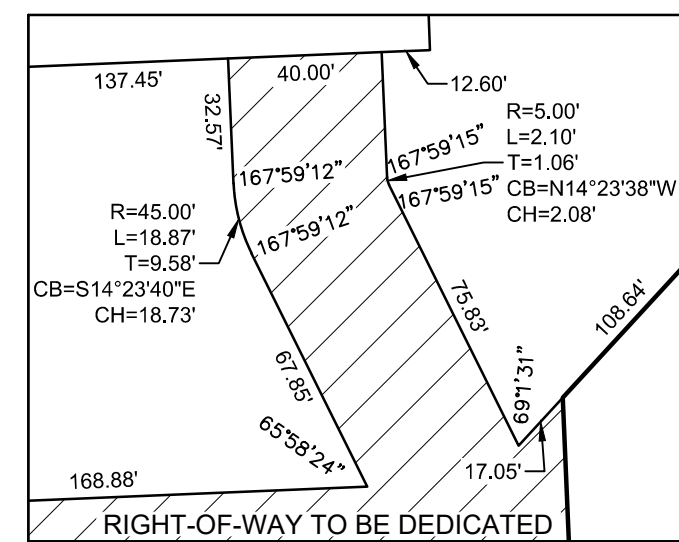 137.45'
40.00'
12.60'
32.57'
R=5.00'
L=2.10'
T=1.06'
CB=N14°23'38"W
CH=2.08'
167°59'15"
167°59'15"
167°59'12"
167°59'12"
R=45.00'
L=18.87'
T=9.58'
CB=S14°23'40"E
CH=18.73'
75.83'
108.64'
67.85'
69°1'31"
65°58'24"
17.05'
168.88'
RIGHT-OF-WAY TO BE DEDICATED